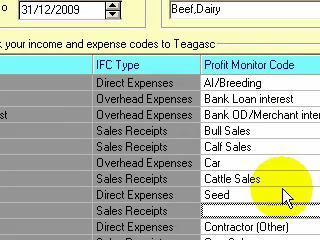 o 31/12/2009 Beef,Dairy
k your income and expense codes to Teagasc
IFC Type Profit Monitor Code
Direct Expenses AI/Breeding
Overhead Expenses Bank Loan interest
st Overhead Expenses Bank OD/Merchant inter
Sales Receipts Bull Sales
Sales Receipts Calf Sales
Overhead Expenses Car
Sales Receipts Cattle Sales
Direct Expenses Seed
Sales Receipts
Direct Expenses Contractor (Other)